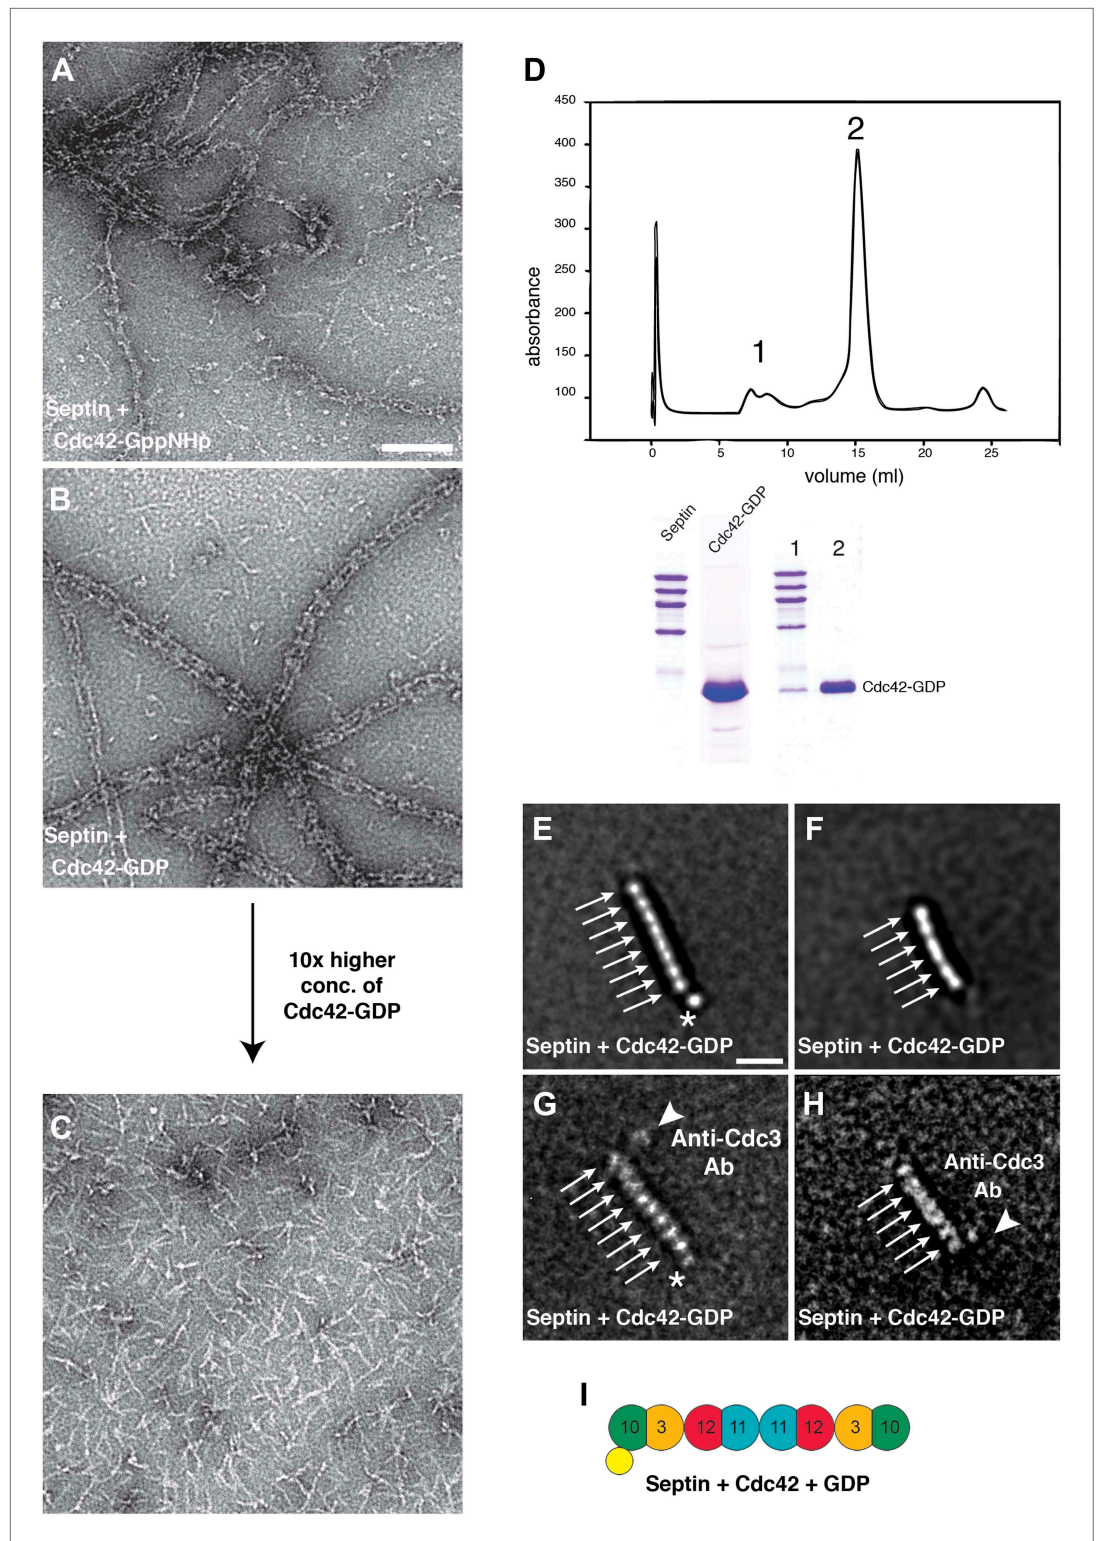 A
Septin +
Cdc42-GppNHp
B
Septin +
Cdc42-GDP
10x higher
conc. of
Cdc42-GDP
C
D
450
400
350
300
250
200
150
100
absorbance
1
2
0 5 10 15 20 25
volume (ml)
Septin
Cdc42-GDP
1 2
Cdc42-GDP
E
*
Septin + Cdc42-GDP
F
Septin + Cdc42-GDP
G
Anti-Cdc3
Ab
*
Septin + Cdc42-GDP
H
Anti-Cdc3
Ab
Septin + Cdc42-GDP
I
10 3 12 11 11 12 3 10
Septin + Cdc42 + GDP